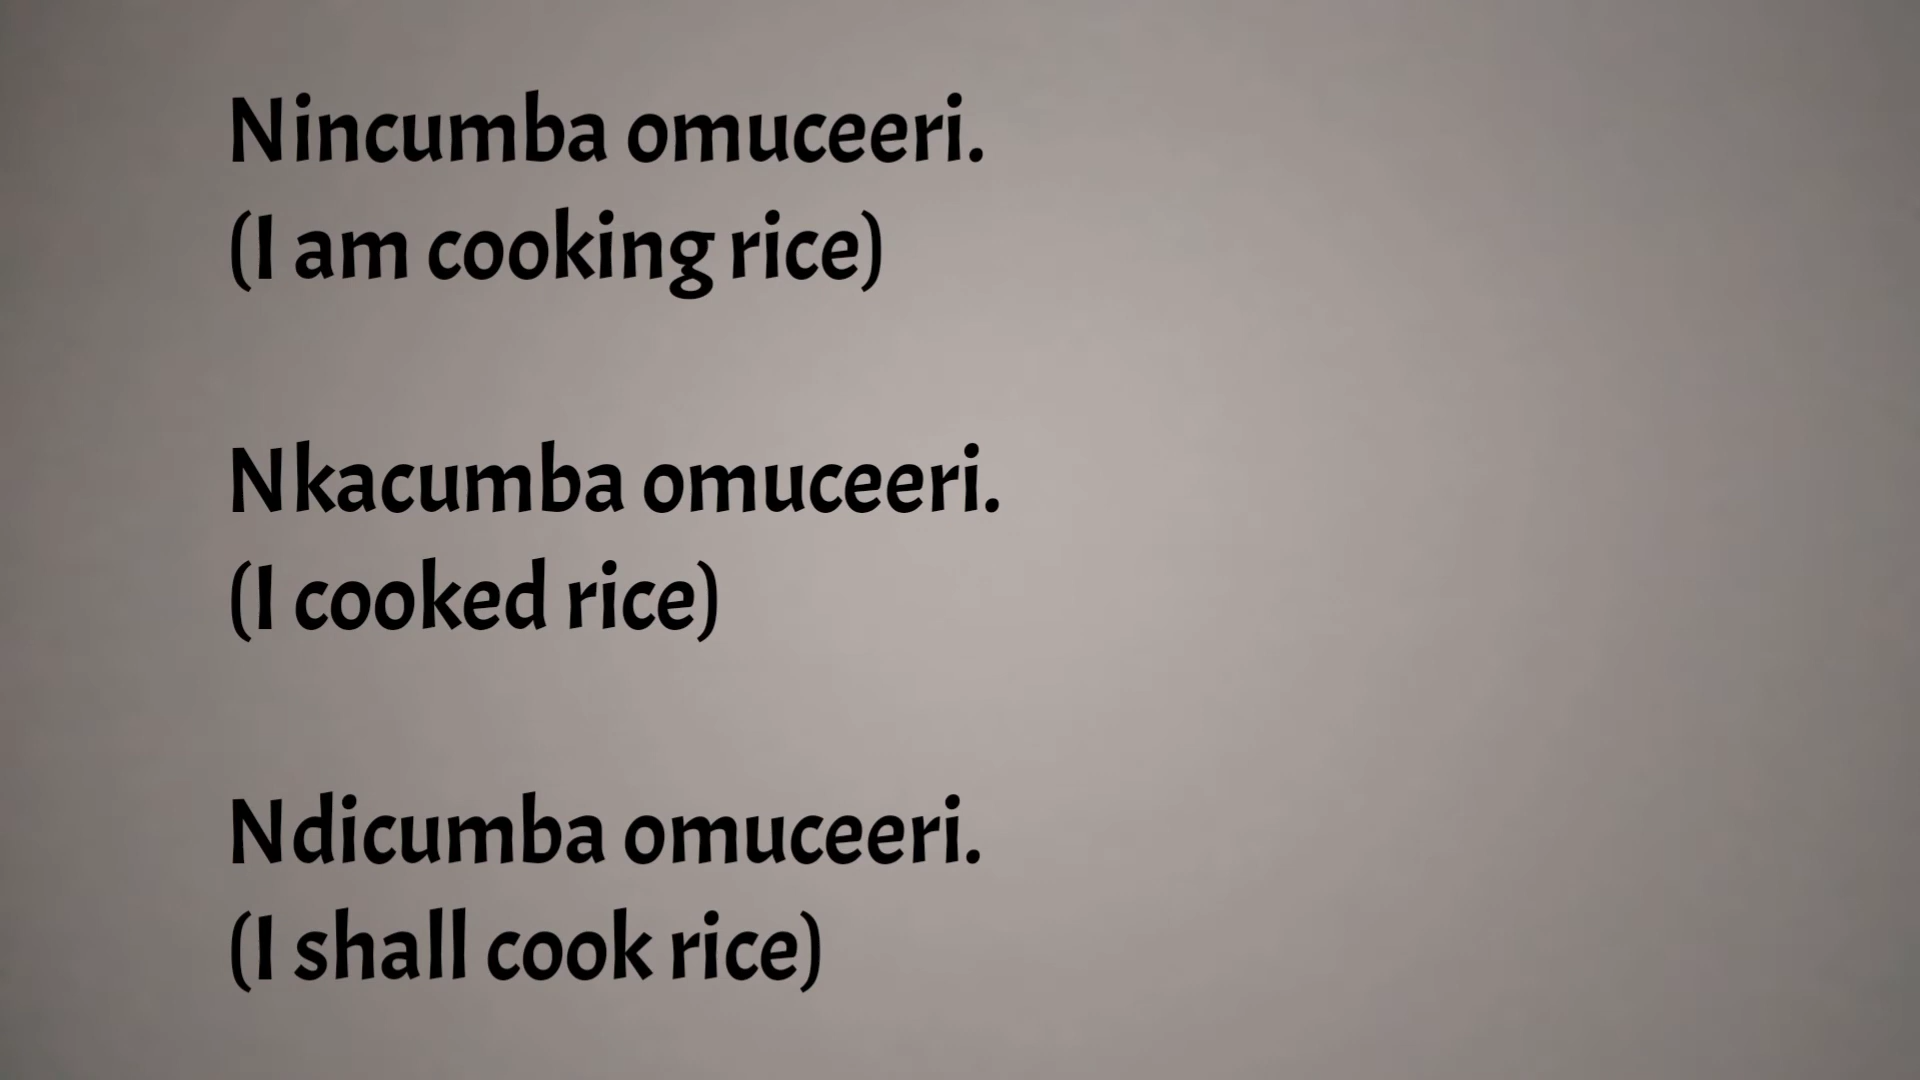 Nincumba omuceeri.
(I am cooking rice)
Nkacumba omuceeri.
(I cooked rice)
Ndicumba omuceeri.
(I shall cook rice)